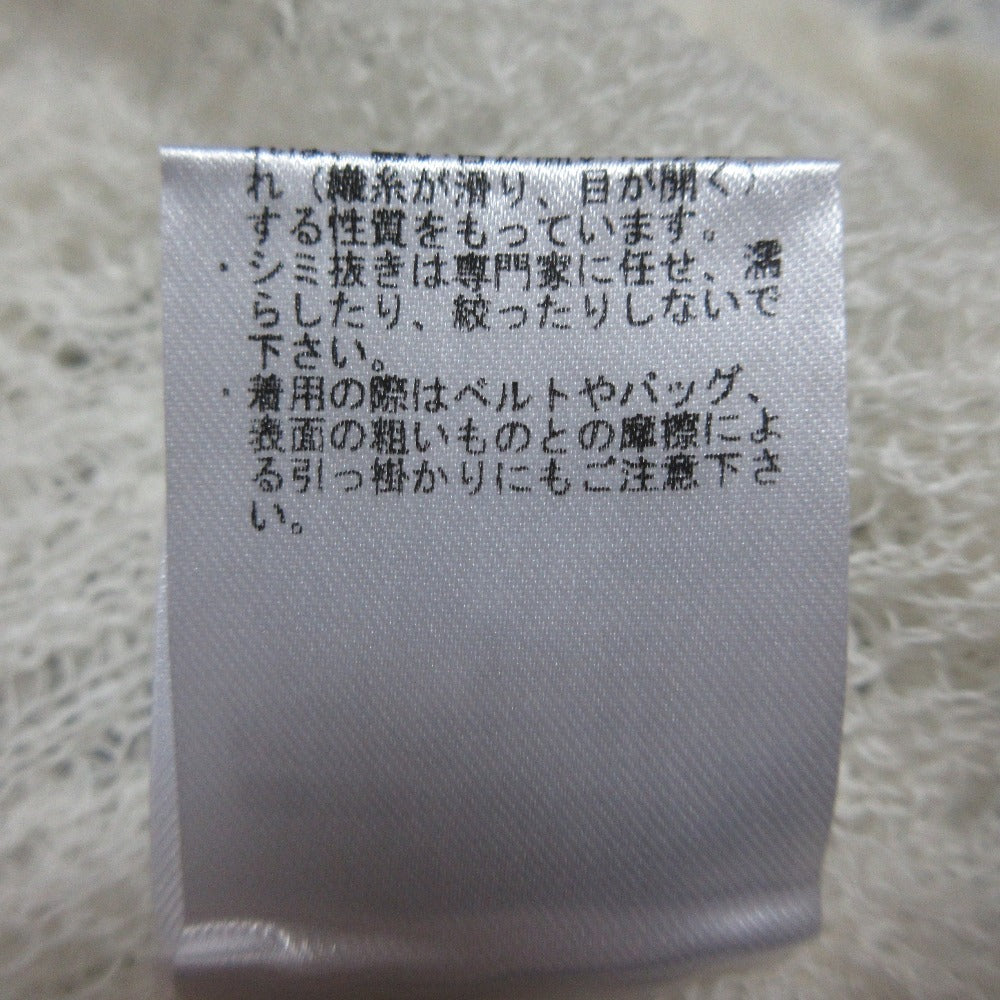 れ（織糸が滑り、目が開く）
する性質をもっています。
・シミ抜きは専門家に任せ、濡
らしたり、絞ったりしないで
下さい。
・着用の際はベルトやバッグ、
表面の粗いものとの摩擦によ
る引っ掛かりにもご注意下さ
い。